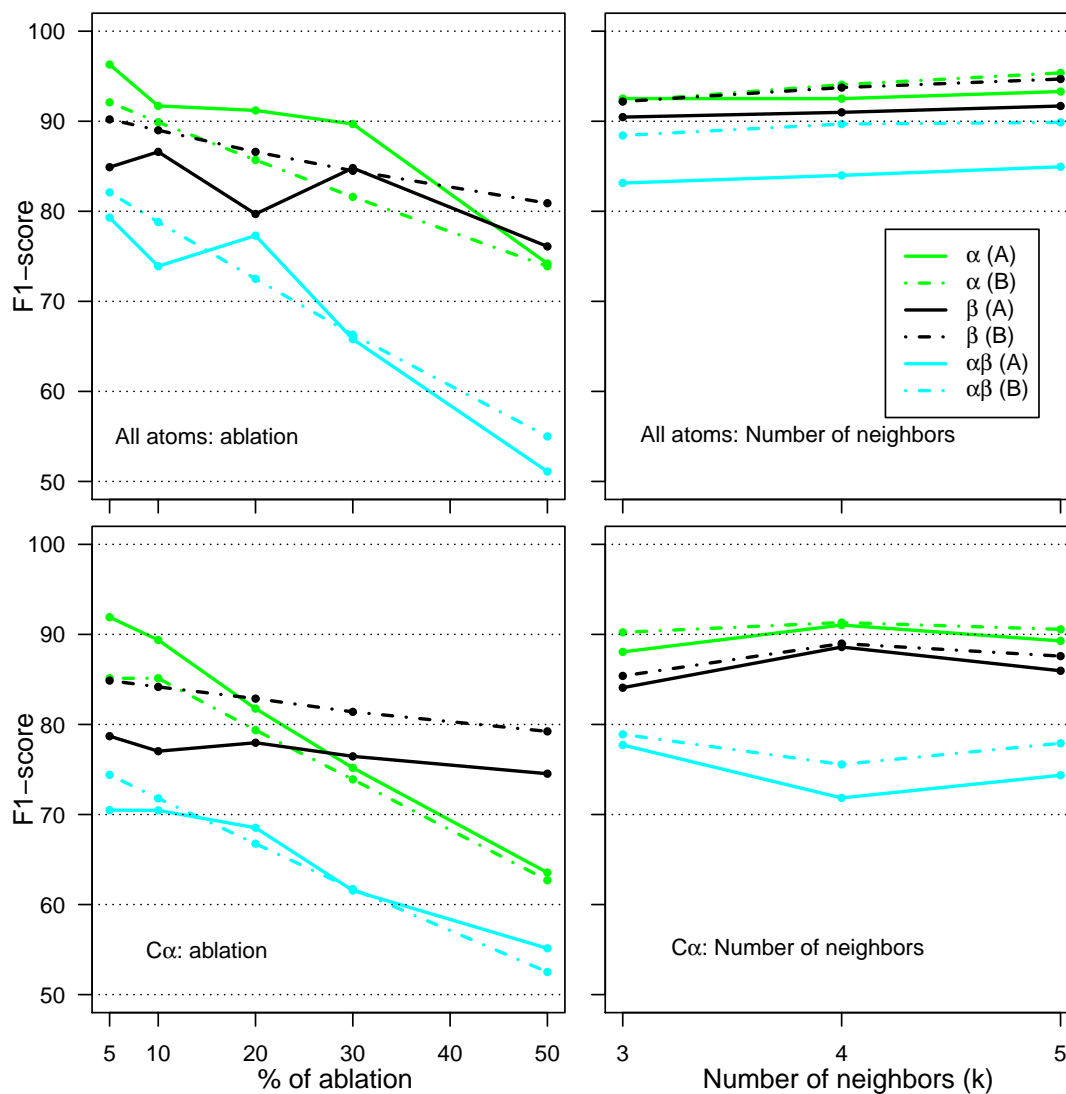 100
90
80
70
60
50
F1−score
All atoms: ablation
α (A)
α (B)
β (A)
β (B)
αβ (A)
αβ (B)
All atoms: Number of neighbors
100
90
80
70
60
50
F1−score
Cα: ablation
5 10 20 30 40 50
% of ablation
Cα: Number of neighbors
3 4 5
Number of neighbors (k)